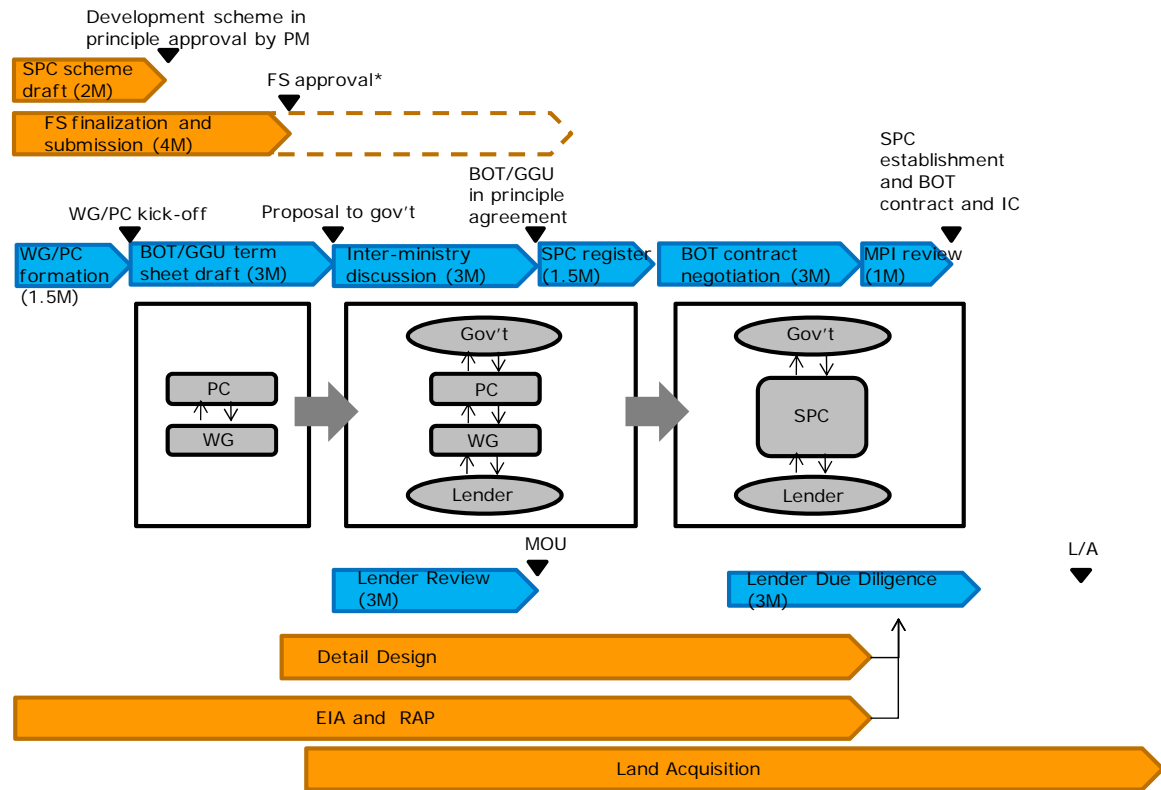 Development scheme in
principle approval by PM
SPC scheme
draft (2M)
FS approval*
FS finalization and
submission (4M)
SPC
establishment
and BOT
contract and IC
BOT/GGU
in principle
agreement
WG/PC kick-off
Proposal to gov't
WG/PC
formation
(1.5M)
BOT/GGU term
sheet draft (3M)
Inter-ministry
discussion (3M)
SPC register
(1.5M)
BOT contract
negotiation (3M)
MPI review
(1M)
PC
WG
Gov't
PC
WG
Lender
Gov't
SPC
Lender
MOU
L/A
Lender Review
(3M)
Lender Due Diligence
(3M)
Detail Design
EIA and RAP
Land Acquisition